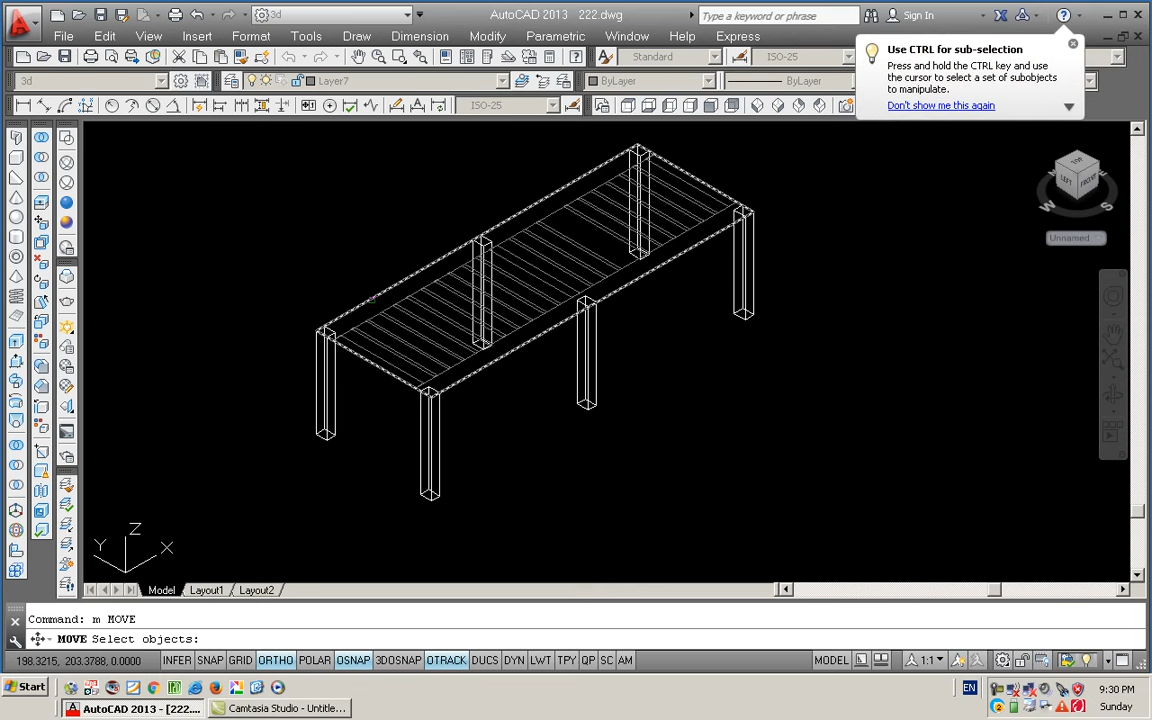 AutoCAD 2013 222.dwg
3d
Type a keyword or phrase
Sign In
File Edit View Insert Format Tools Draw Dimension Modify Parametric Window Help Express
Standard
ISO-25
3d
Layer7
ByLayer
ByLayer
ISO-25
Use CTRL for sub-selection
Press and hold the CTRL key and use
the cursor to select a set of subobjects
to manipulate.
Don't show me this again
TOP
LEFT
FRONT
W
S
Unnamed
Z
Y
X
Model Layout1 Layout2
Command: m MOVE
MOVE Select objects:
198.3215, 203.3788, 0.0000
INFER SNAP GRID ORTHO POLAR OSNAP 3DOSNAP OTRACK DUCS DYN LWT TPY QP SC AM
MODEL
1:1
Start
EN
9:30 PM
AutoCAD 2013 - [222....
Camtasia Studio - Untitle...
Sunday